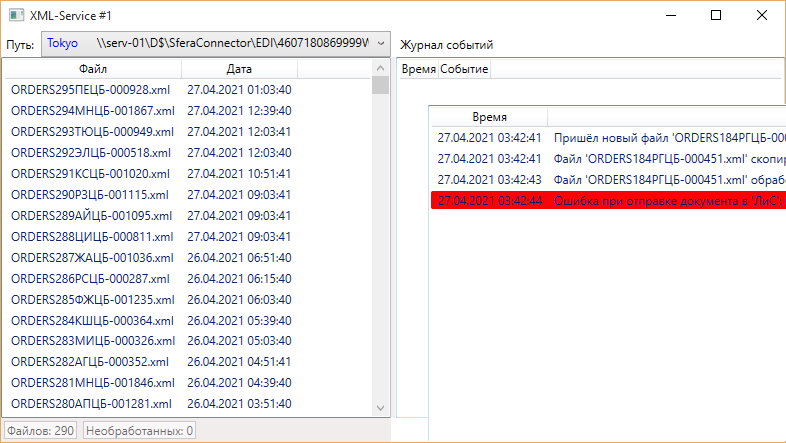 XML-Service #1
Путь: Tokyo \\serv-01\D$\SferaConnector\EDI\4607180869999W
Журнал событий
Файл Дата
ORDERS295ПЕЦБ-000928.xml 27.04.2021 01:03:40
ORDERS294МНЦБ-001867.xml 27.04.2021 12:39:40
ORDERS293ТЮЦБ-000949.xml 27.04.2021 12:03:41
ORDERS292ЭЛЦБ-000518.xml 27.04.2021 12:03:40
ORDERS291КСЦБ-001020.xml 27.04.2021 10:51:41
ORDERS290РЗЦБ-001115.xml 27.04.2021 09:03:41
ORDERS289АЙЦБ-001095.xml 27.04.2021 09:03:41
ORDERS288ЦИЦБ-000811.xml 27.04.2021 09:03:41
ORDERS287ЖАЦБ-001036.xml 26.04.2021 06:51:40
ORDERS286РСЦБ-000287.xml 26.04.2021 06:15:40
ORDERS285ФЖЦБ-001235.xml 26.04.2021 06:03:40
ORDERS284КШЦБ-000364.xml 26.04.2021 05:39:40
ORDERS283МИЦБ-000326.xml 26.04.2021 05:03:40
ORDERS282АГЦБ-000352.xml 26.04.2021 04:51:41
ORDERS281МНЦБ-001846.xml 26.04.2021 04:39:40
ORDERS280АПЦБ-001281.xml 26.04.2021 03:51:40
Файлов: 290 Необработанных: 0
Время Событие
Время
27.04.2021 03:42:41 Пришёл новый файл 'ORDERS184РГЦБ-00
27.04.2021 03:42:41 Файл 'ORDERS184РГЦБ-000451.xml' скопир
27.04.2021 03:42:43 Файл 'ORDERS184РГЦБ-000451.xml' обрабо
27.04.2021 03:42:44 Ошибка при отправке документа в 'ЛиС':